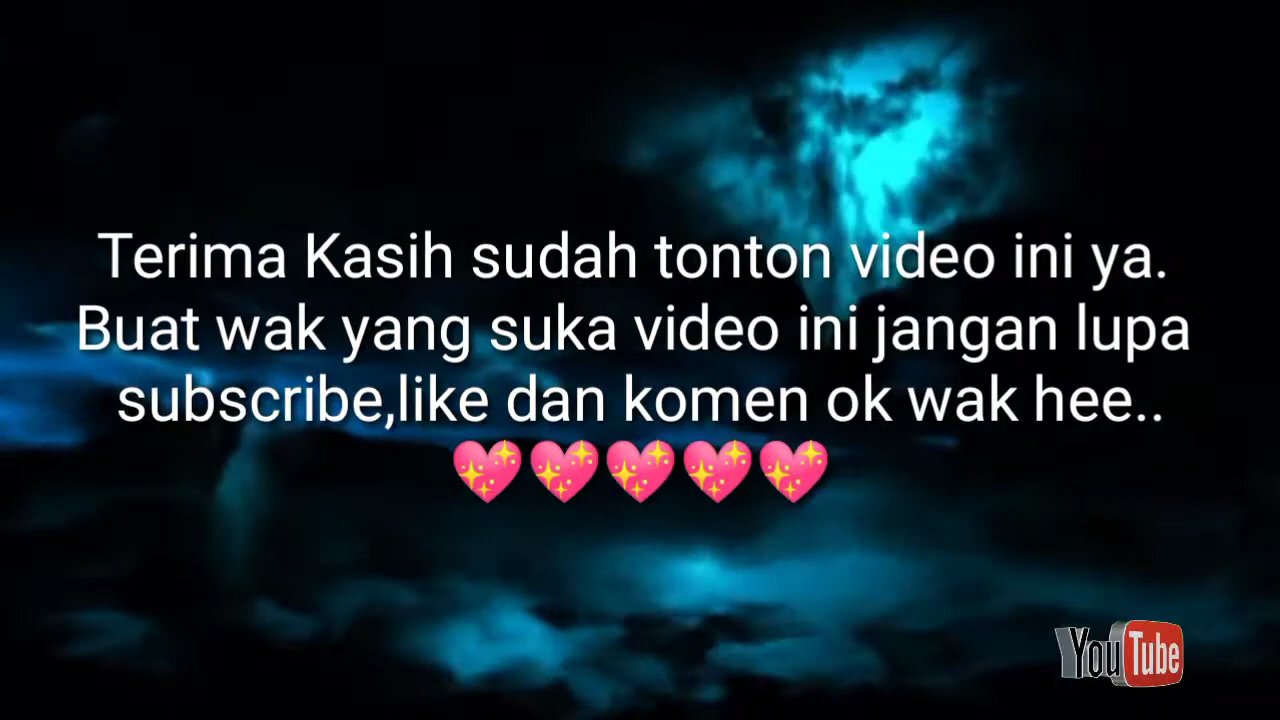 Terima Kasih sudah tonton video ini ya.
Buat wak yang suka video ini jangan lupa
subscribe,like dan komen ok wak hee..
💖💖💖💖💖
YouTube